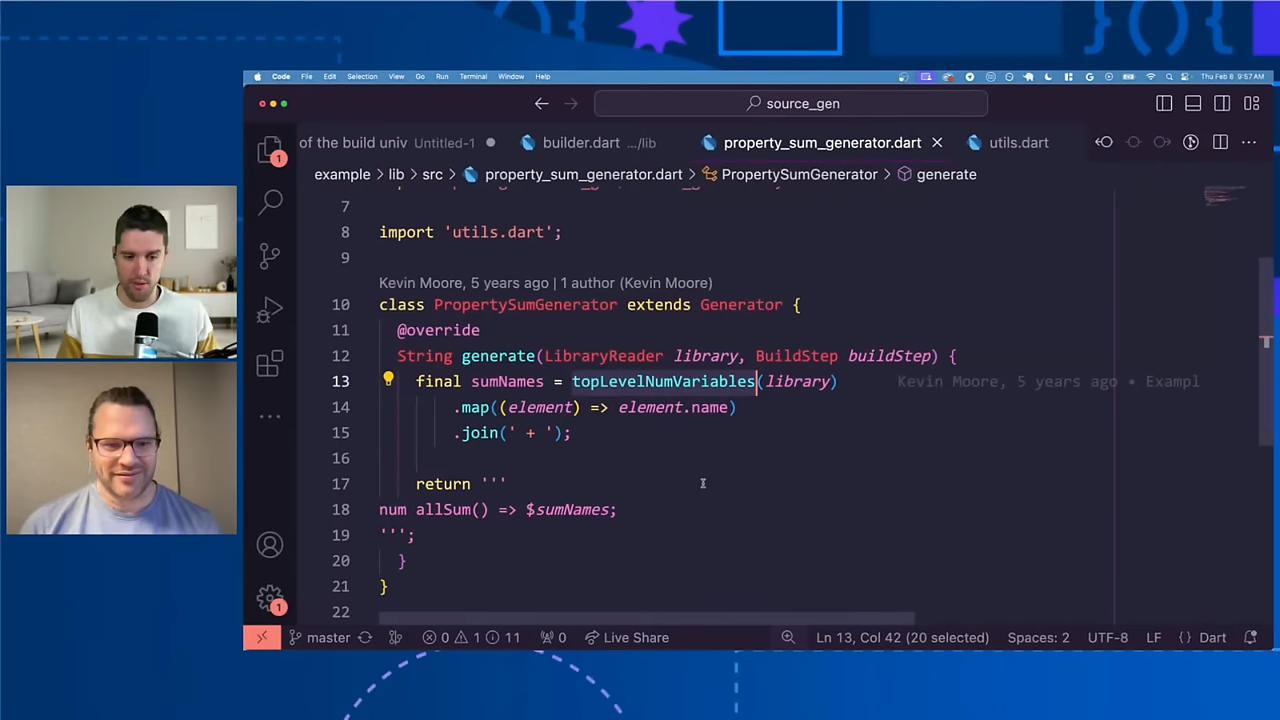 Code File Edit Selection View Go Run Terminal Window Help
Thu Feb 8 9:57AM
source_gen
of the build univ Untitled-1
builder.dart .../lib
property_sum_generator.dart
utils.dart
example > lib > src > property_sum_generator.dart > PropertySumGenerator > generate
7
8 import 'utils.dart';
9
Kevin Moore, 5 years ago | 1 author (Kevin Moore)
10 class PropertySumGenerator extends Generator {
11 @override
12 String generate(LibraryReader library, BuildStep buildStep) {
13 final sumNames = topLevelNumVariables(library) Kevin Moore, 5 years ago • Exampl
14 .map((element) => element.name)
15 .join(' + ');
16
17 return '''
18 num allSum() => $sumNames;
19 ''';
20 }
21 }
22
master 0 1 11 0 Live Share Ln 13, Col 42 (20 selected) Spaces: 2 UTF-8 LF {} Dart
1
1